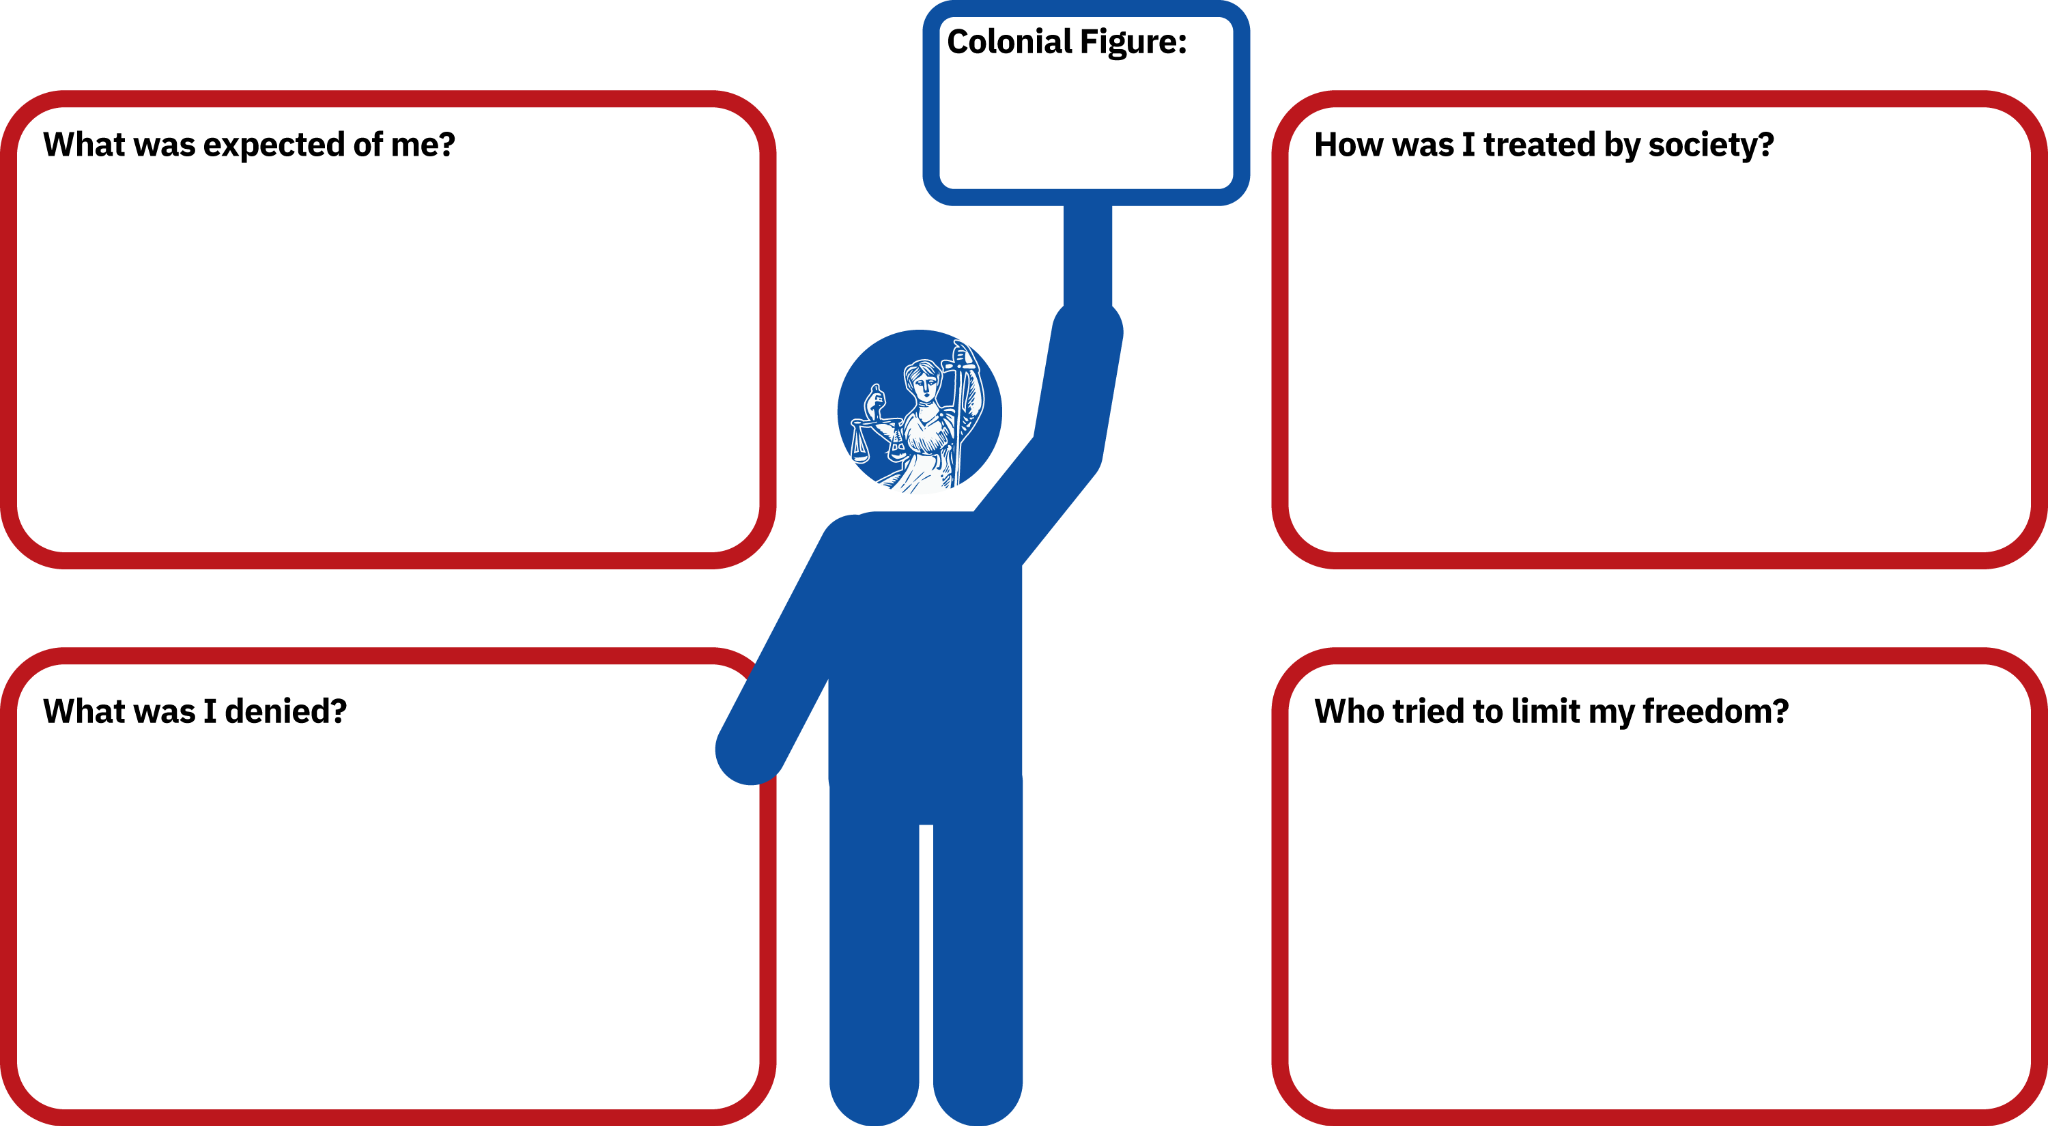 Colonial Figure:
What was expected of me?
How was I treated by society?
What was I denied?
Who tried to limit my freedom?